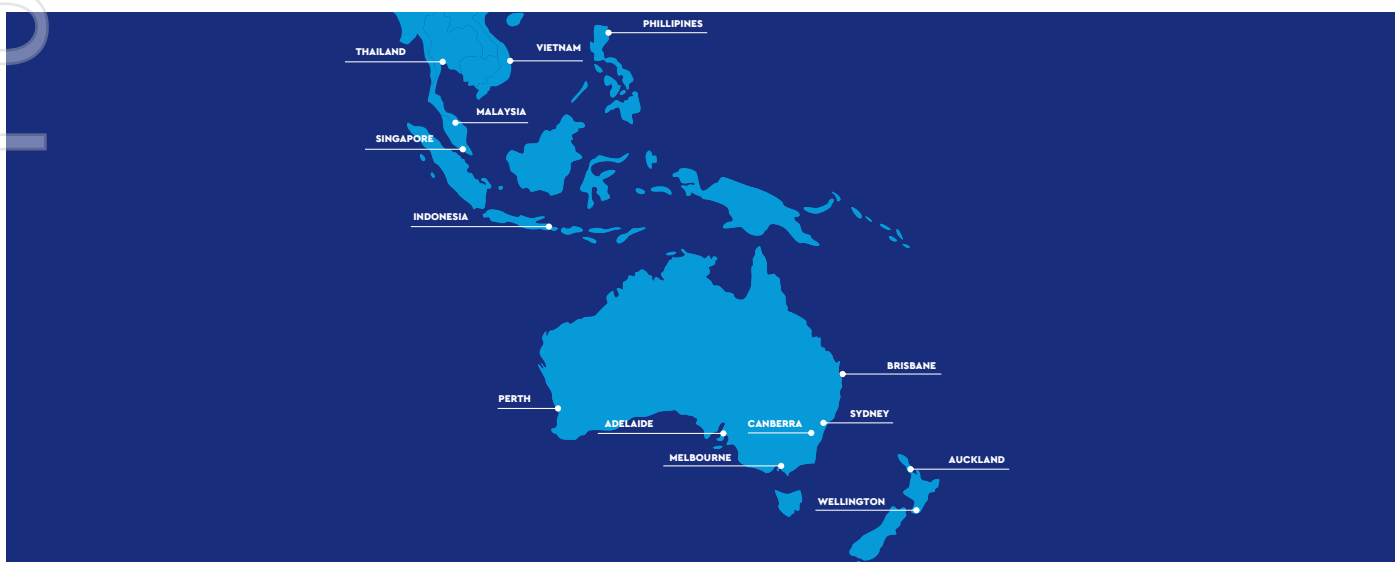 PHILLIPINES
THAILAND
VIETNAM
MALAYSIA
SINGAPORE
INDONESIA
BRISBANE
PERTH
SYDNEY
ADELAIDE
CANBERRA
MELBOURNE
AUCKLAND
WELLINGTON